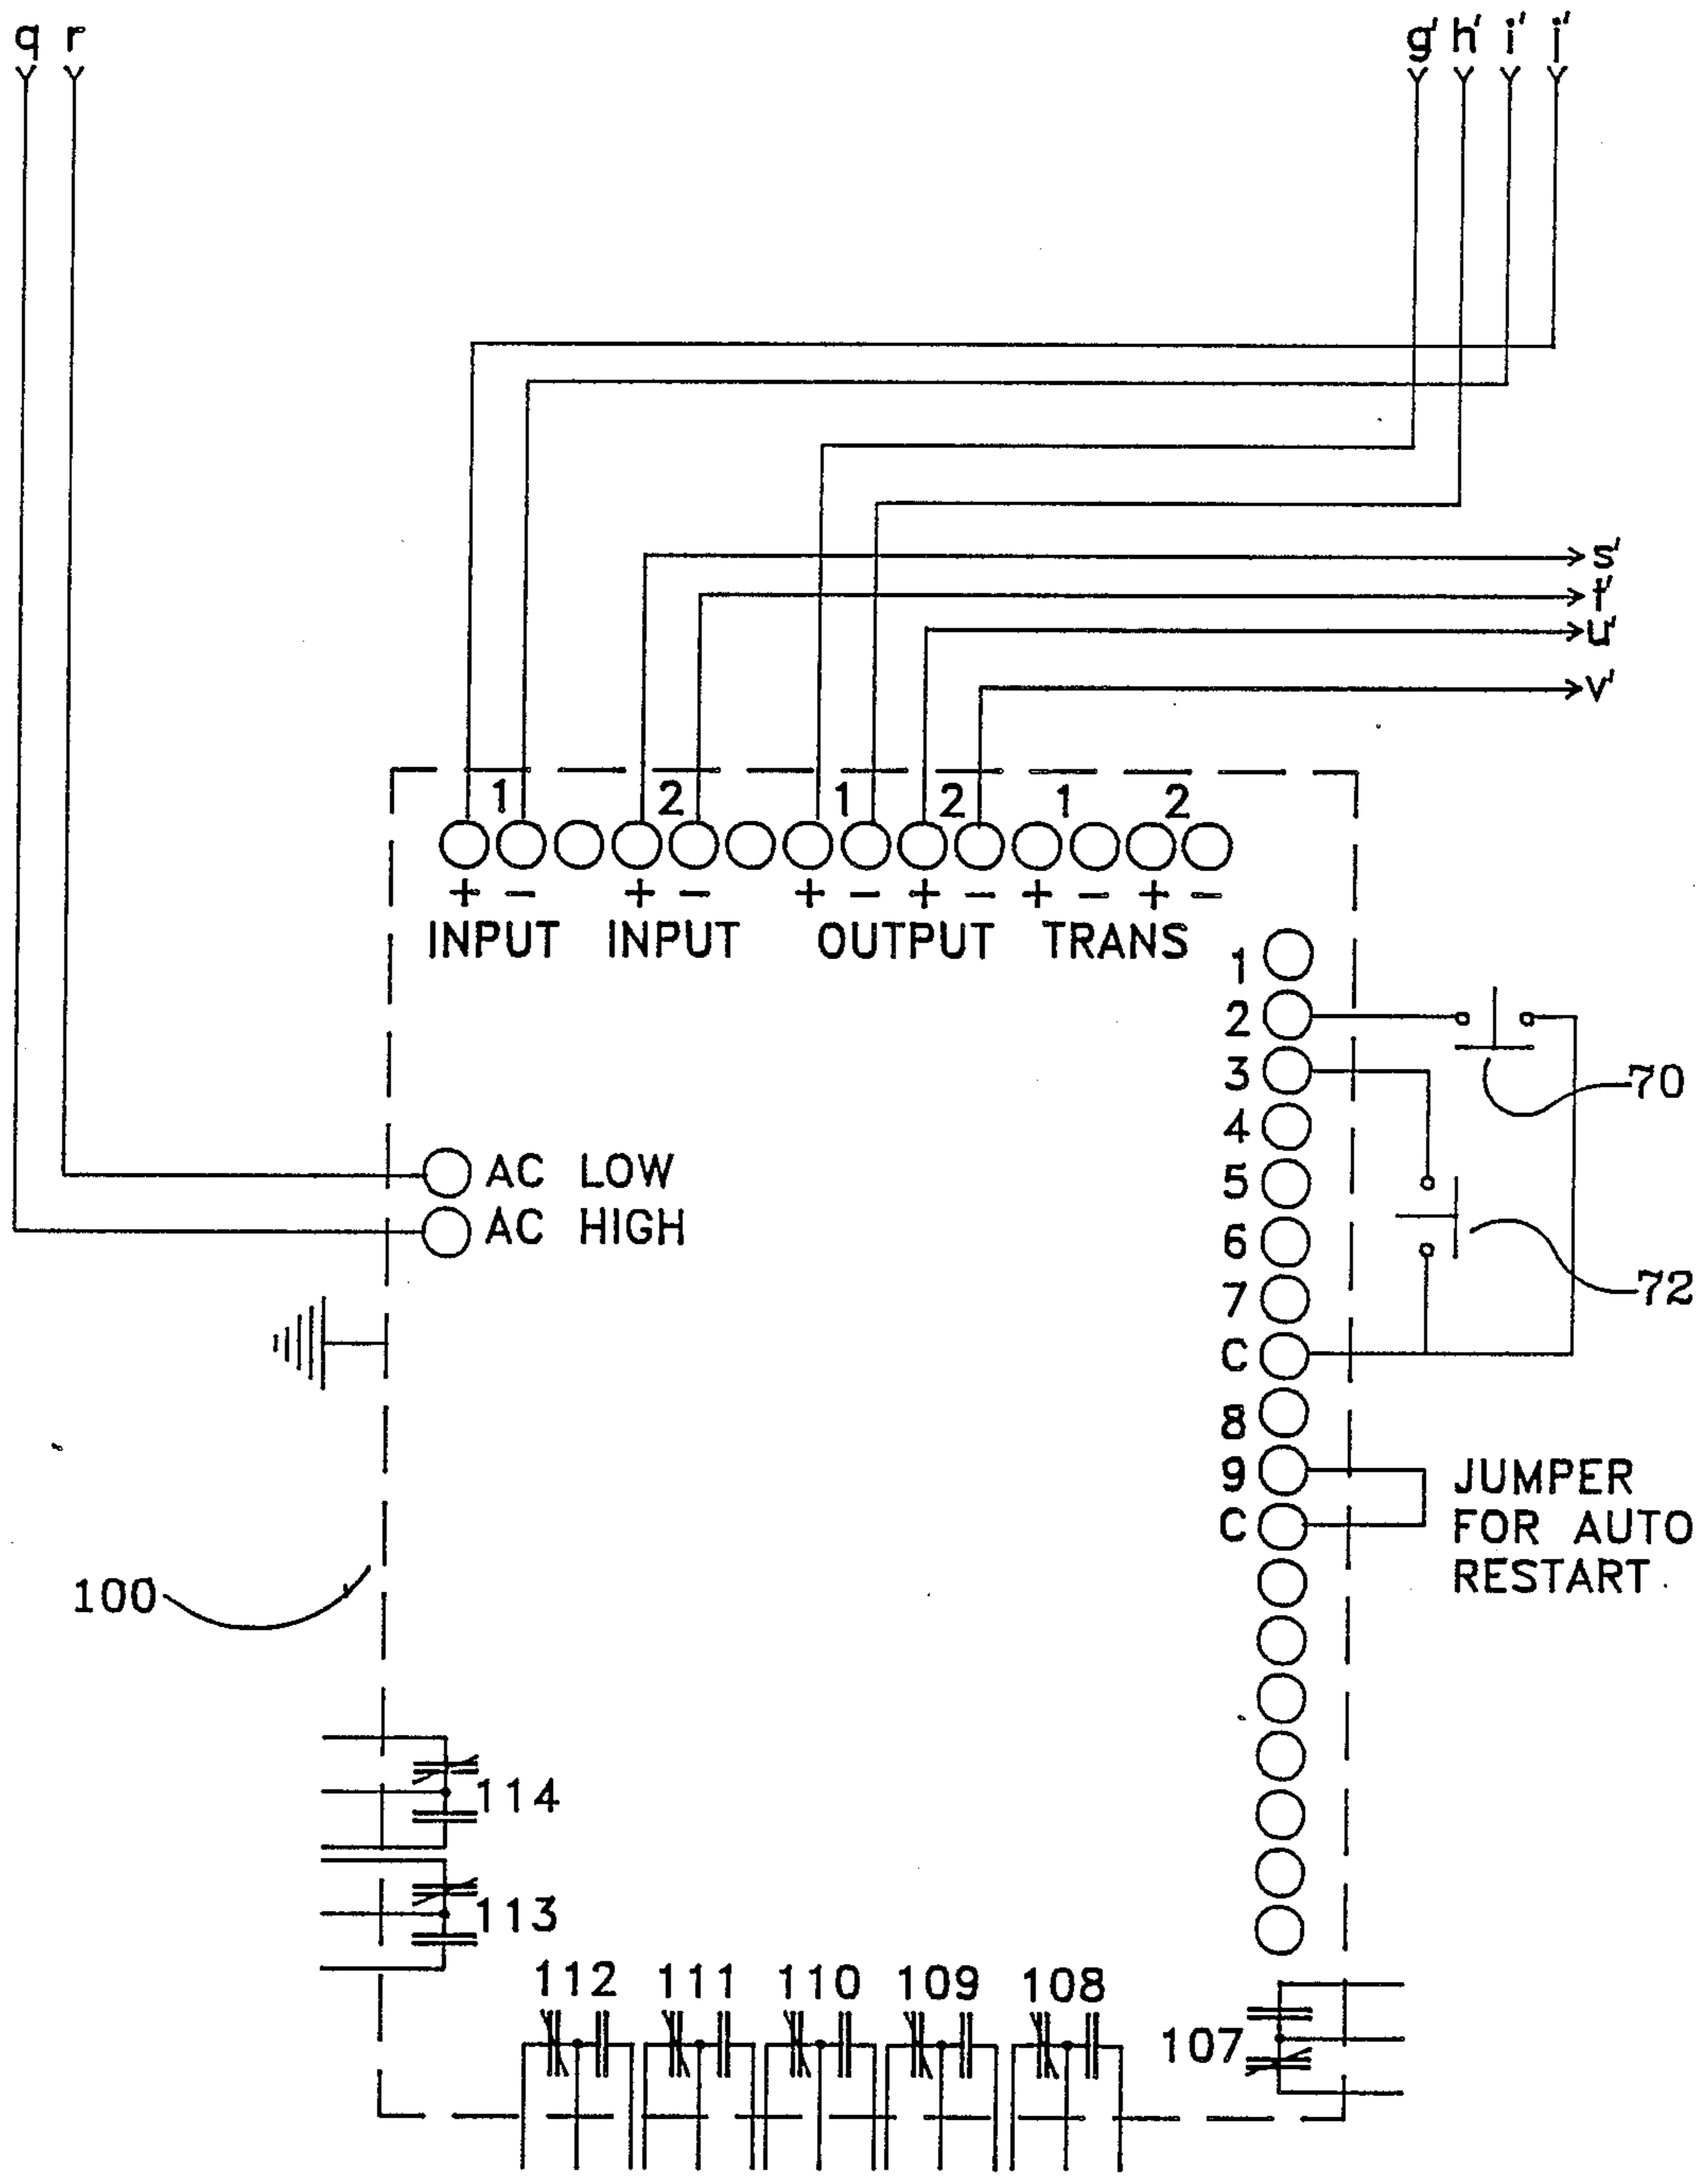 q r g' h' i' j'
s'
t'
u'
v'
1 2 1 2 1 2
+ − + − + − + − + − + −
INPUT INPUT OUTPUT TRANS
1
2
3
70
4
AC LOW
5
AC HIGH
6
7
72
C
8
9
C
JUMPER
FOR AUTO
RESTART
100
114
113
112 111 110 109 108
107